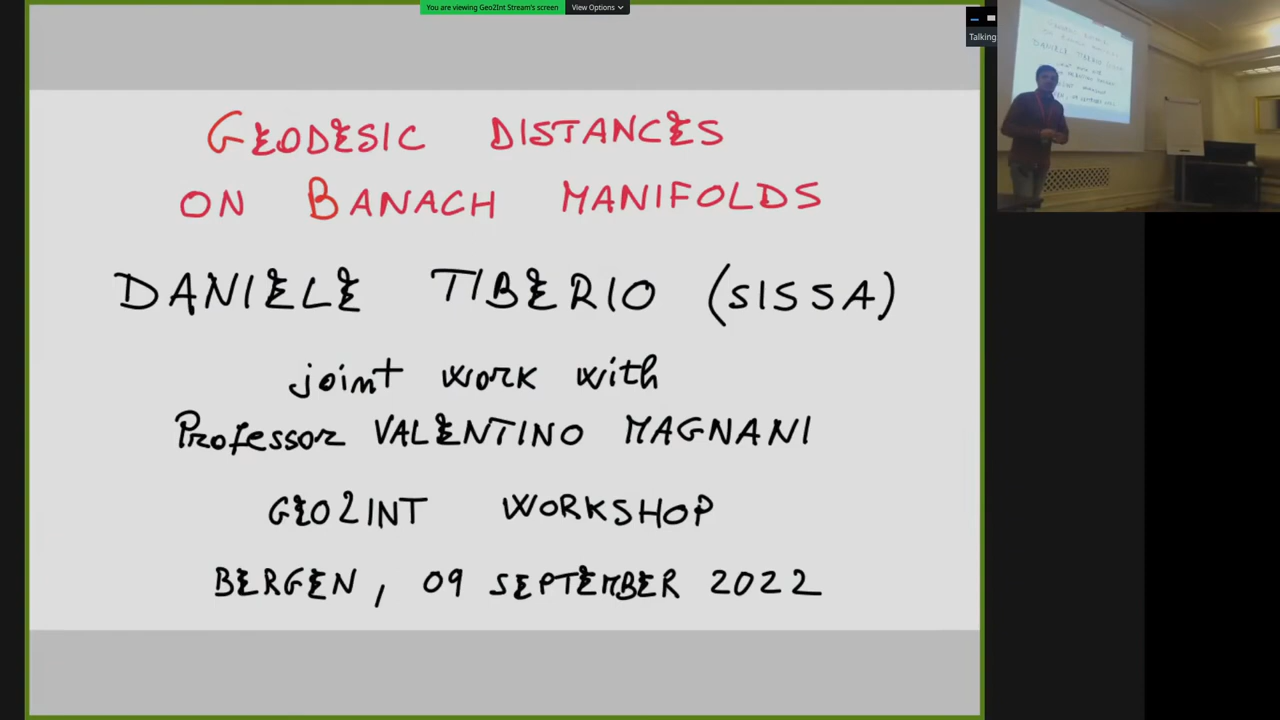 You are viewing Geo2Int Stream's screen
View Options
Talking
GEODESIC DISTANCES
ON BANACH MANIFOLDS
DANIELE TIBERIO (SISSA)
joint work with
Professor VALENTINO MAGNANI
GEO2INT WORKSHOP
BERGEN, 09 SEPTEMBER 2022